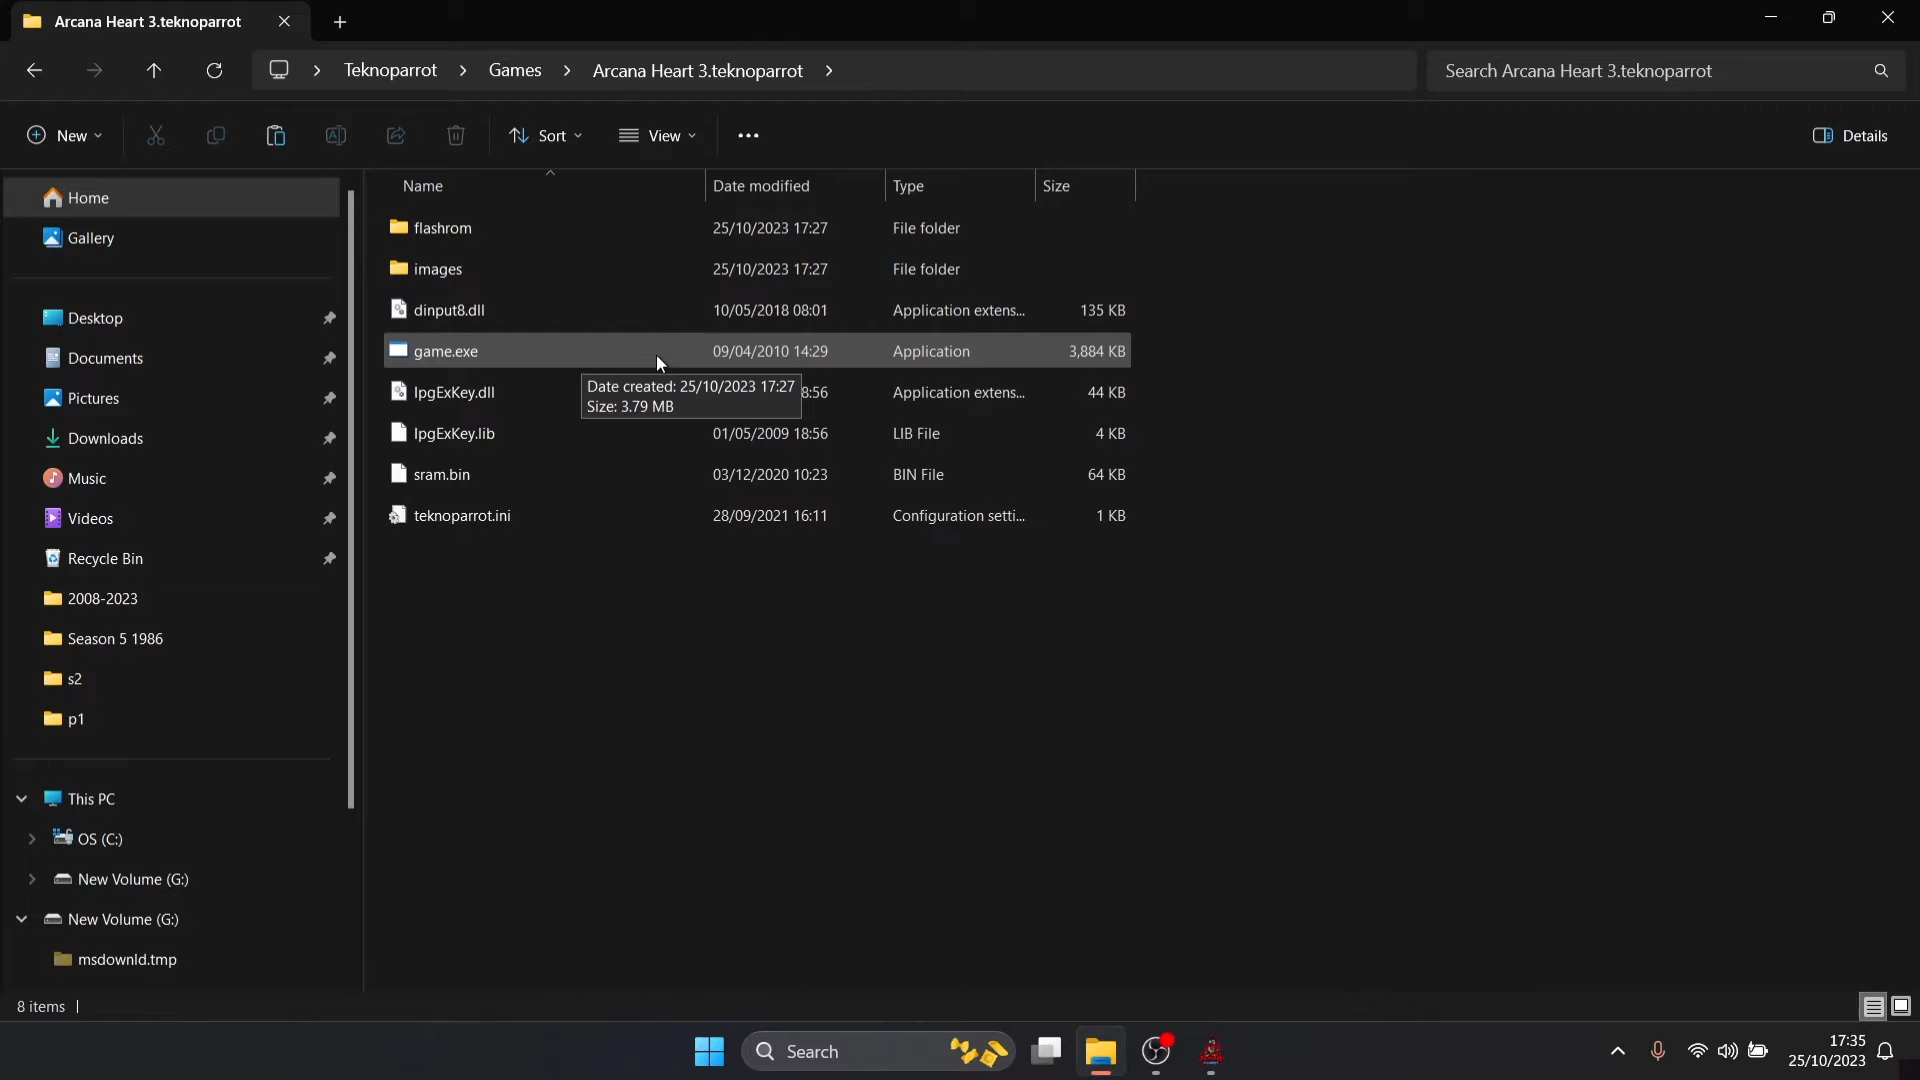 Arcana Heart 3.teknoparrot
Teknoparrot > Games > Arcana Heart 3.teknoparrot >
Search Arcana Heart 3.teknoparrot
New
Sort
View
Details
Name Date modified Type Size
flashrom 25/10/2023 17:27 File folder
images 25/10/2023 17:27 File folder
dinput8.dll 10/05/2018 08:01 Application extens... 135 KB
game.exe 09/04/2010 14:29 Application 3,884 KB
IpgExKey.dll 8:56 Application extens... 44 KB
IpgExKey.lib 01/05/2009 18:56 LIB File 4 KB
sram.bin 03/12/2020 10:23 BIN File 64 KB
teknoparrot.ini 28/09/2021 16:11 Configuration setti... 1 KB
Date created: 25/10/2023 17:27
Size: 3.79 MB
Home
Gallery
Desktop
Documents
Pictures
Downloads
Music
Videos
Recycle Bin
2008-2023
Season 5 1986
s2
p1
This PC
OS (C:)
New Volume (G:)
New Volume (G:)
msdownld.tmp
8 items
Search
17:35
25/10/2023